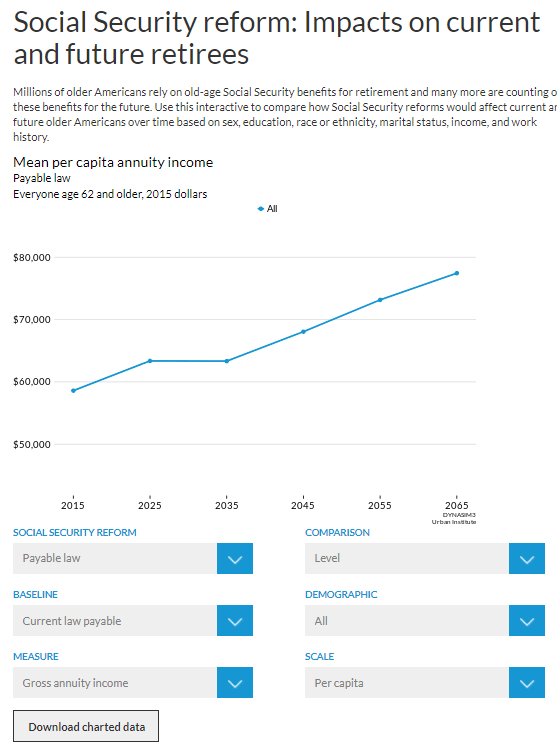 Social Security reform: Impacts on current
and future retirees
Millions of older Americans rely on old-age Social Security benefits for retirement and many more are counting o
these benefits for the future. Use this interactive to compare how Social Security reforms would affect current ar
future older Americans over time based on sex, education, race or ethnicity, marital status, income, and work
history.
Mean per capita annuity income
Payable law
Everyone age 62 and older, 2015 dollars
All
$80,000
$70,000
$60,000
$50,000
2015 2025 2035 2045 2055 2065
DYNASIM3
Urban Institute
SOCIAL SECURITY REFORM COMPARISON
Payable law Level
BASELINE DEMOGRAPHIC
Current law payable All
MEASURE SCALE
Gross annuity income Per capita
Download charted data